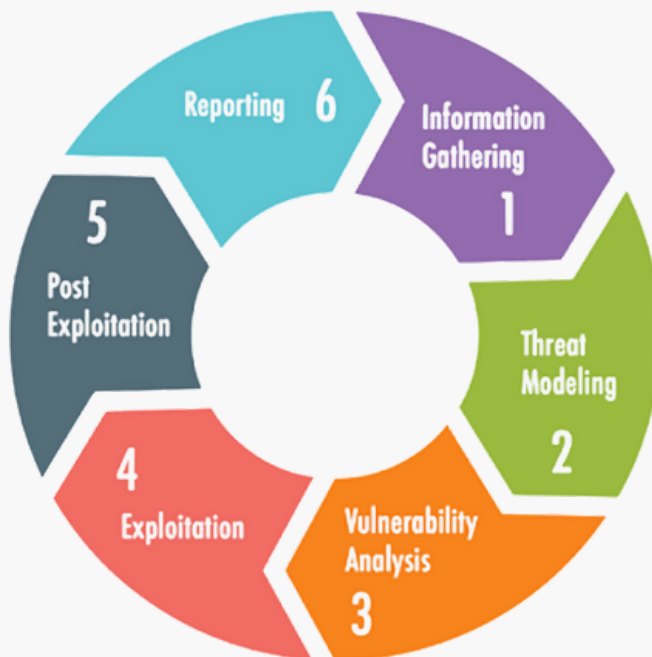 Information
Gathering
1
Threat
Modeling
2
Vulnerability
Analysis
3
4
Exploitation
5
Post
Exploitation
Reporting 6